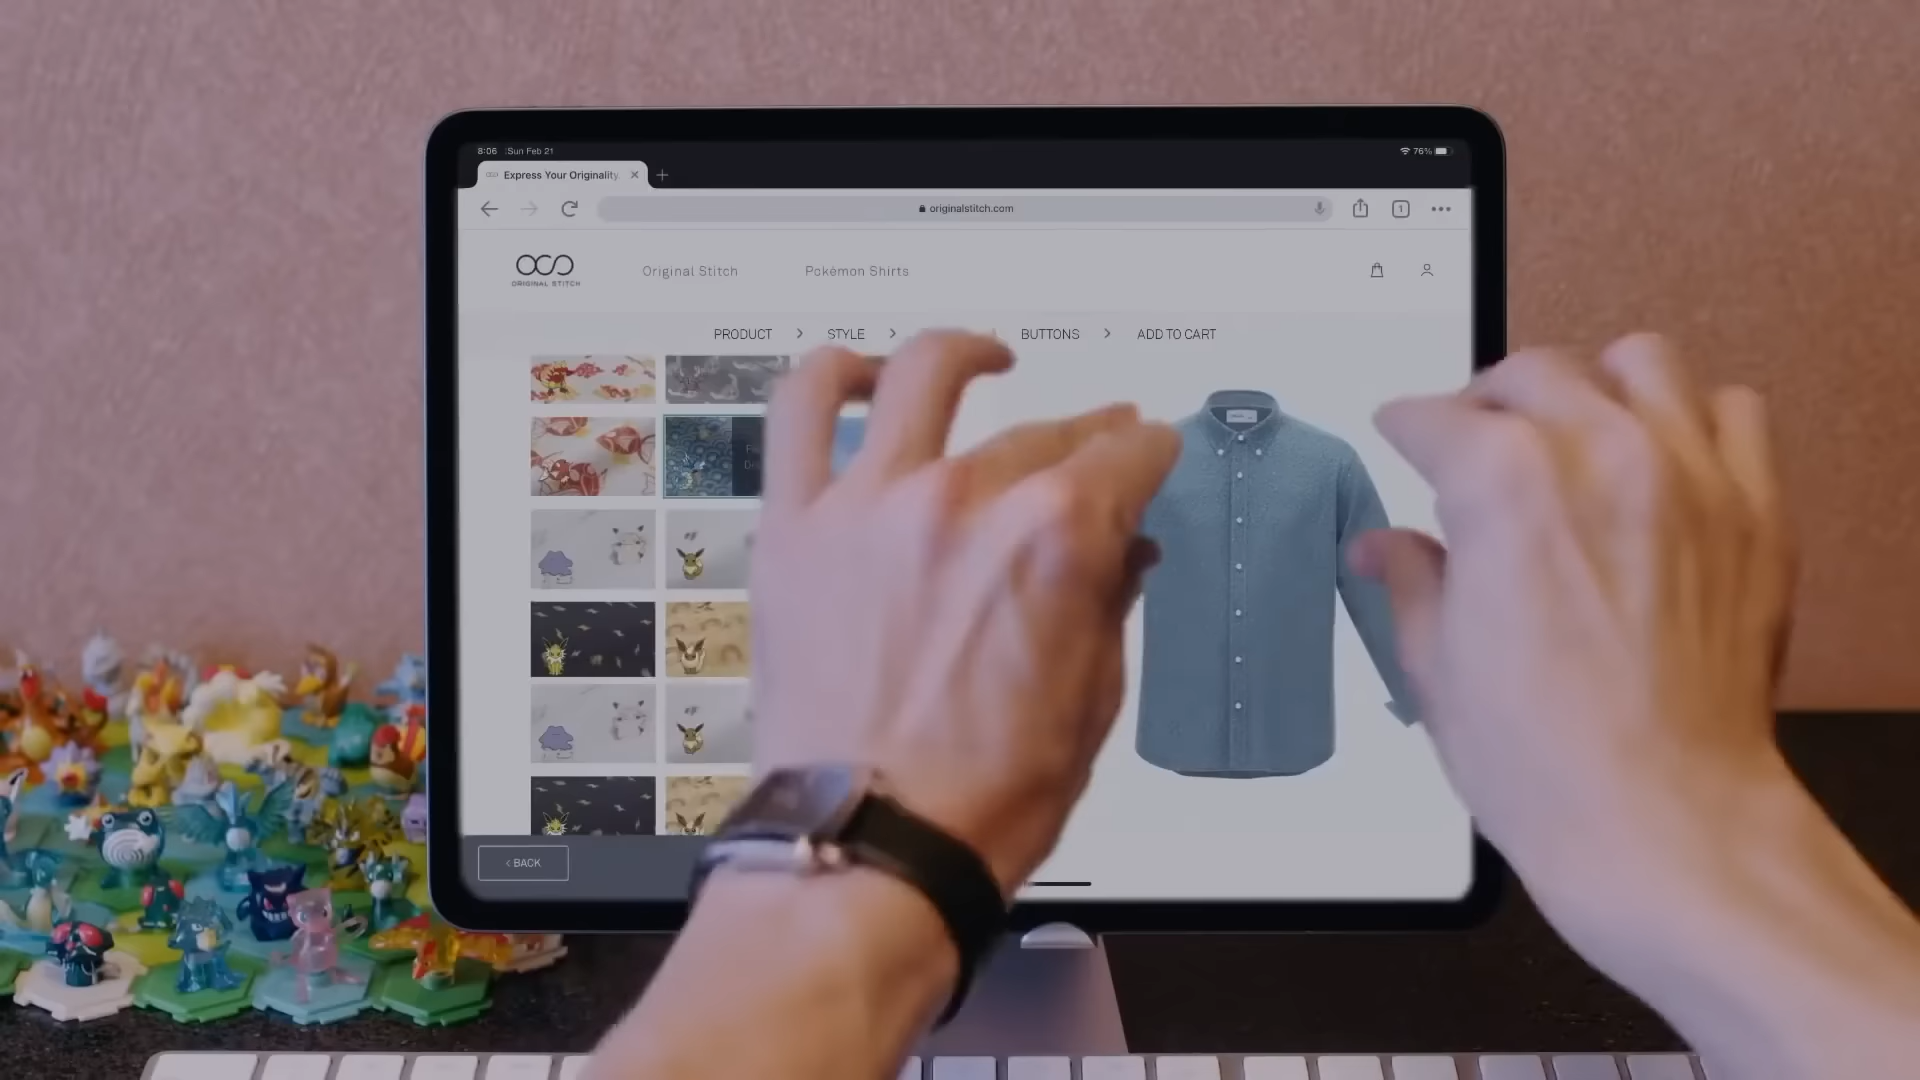 8:06 Sun Feb 21
76%
Express Your Originality.
originalstitch.com
1
ORIGINAL STITCH
Original Stitch
Pokémon Shirts
PRODUCT > STYLE > BUTTONS > ADD TO CART
< BACK